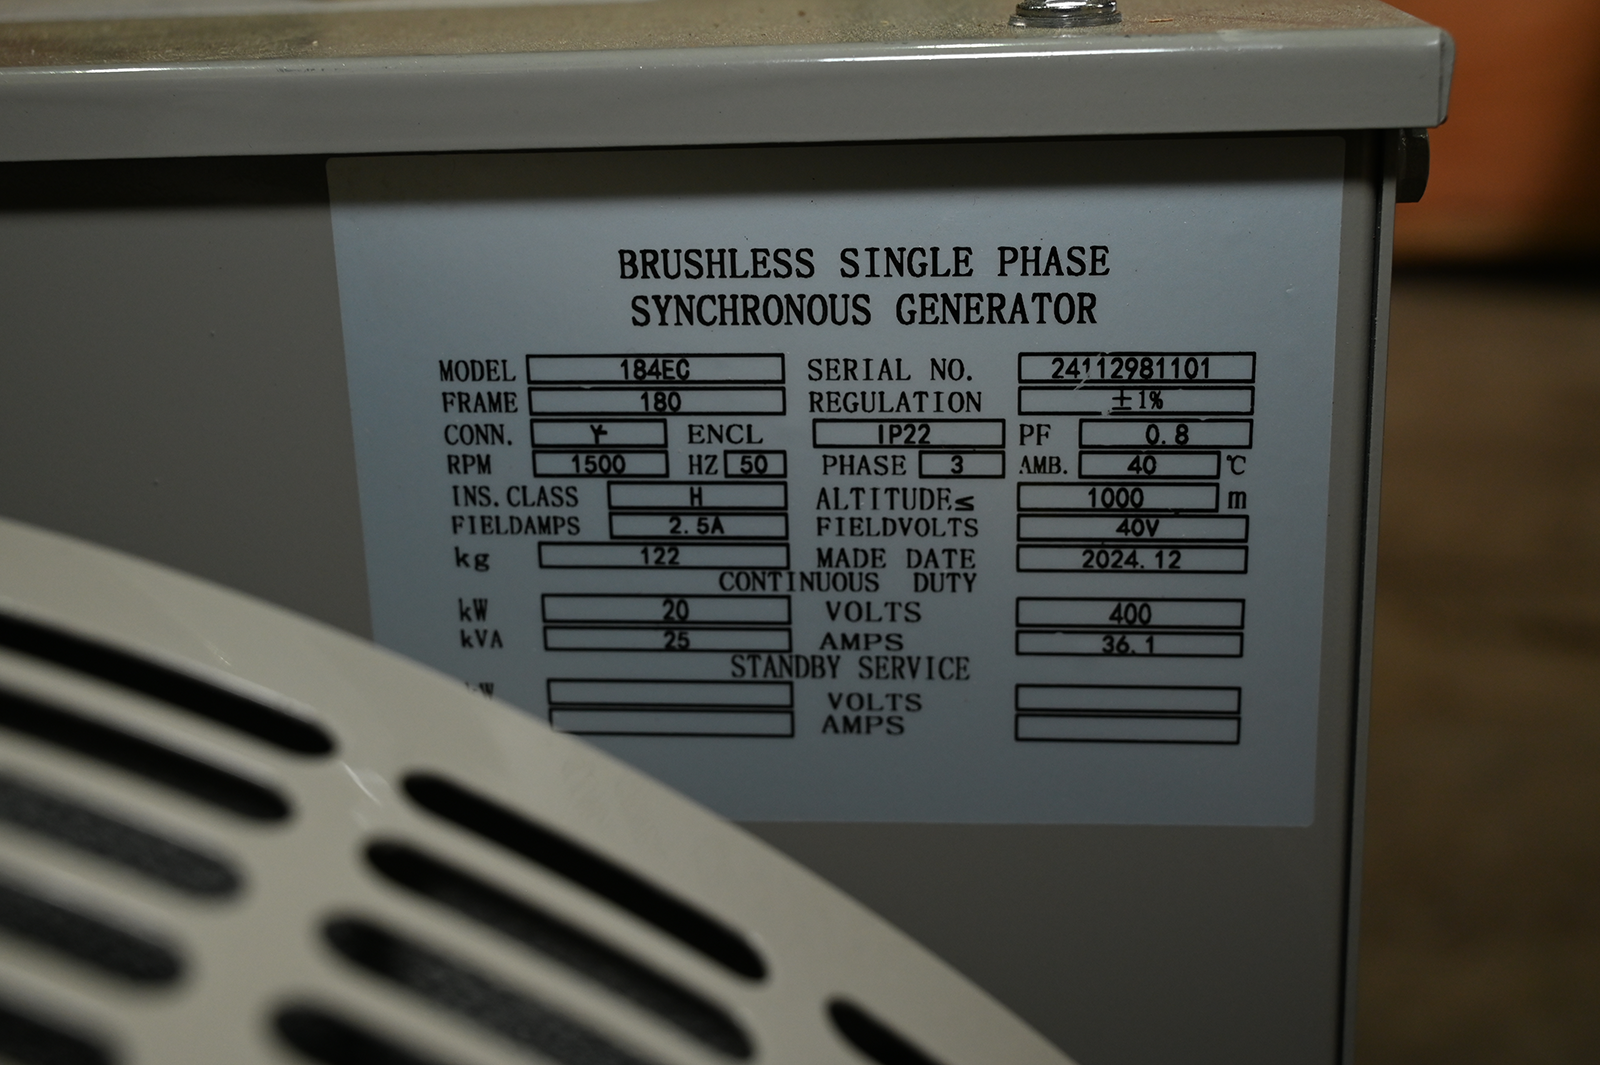 BRUSHLESS SINGLE PHASE
SYNCHRONOUS GENERATOR
MODEL 184EC SERIAL NO. 24112981101
FRAME 180 REGULATION ±1%
CONN. Y ENCL IP22 PF 0.8
RPM 1500 HZ 50 PHASE 3 AMB. 40 ℃
INS.CLASS H ALTITUDE≤ 1000 m
FIELDAMPS 2.5A FIELDVOLTS 40V
kg 122 MADE DATE 2024.12
CONTINUOUS DUTY
kW 20 VOLTS 400
kVA 25 AMPS 36.1
STANDBY SERVICE
VOLTS
AMPS